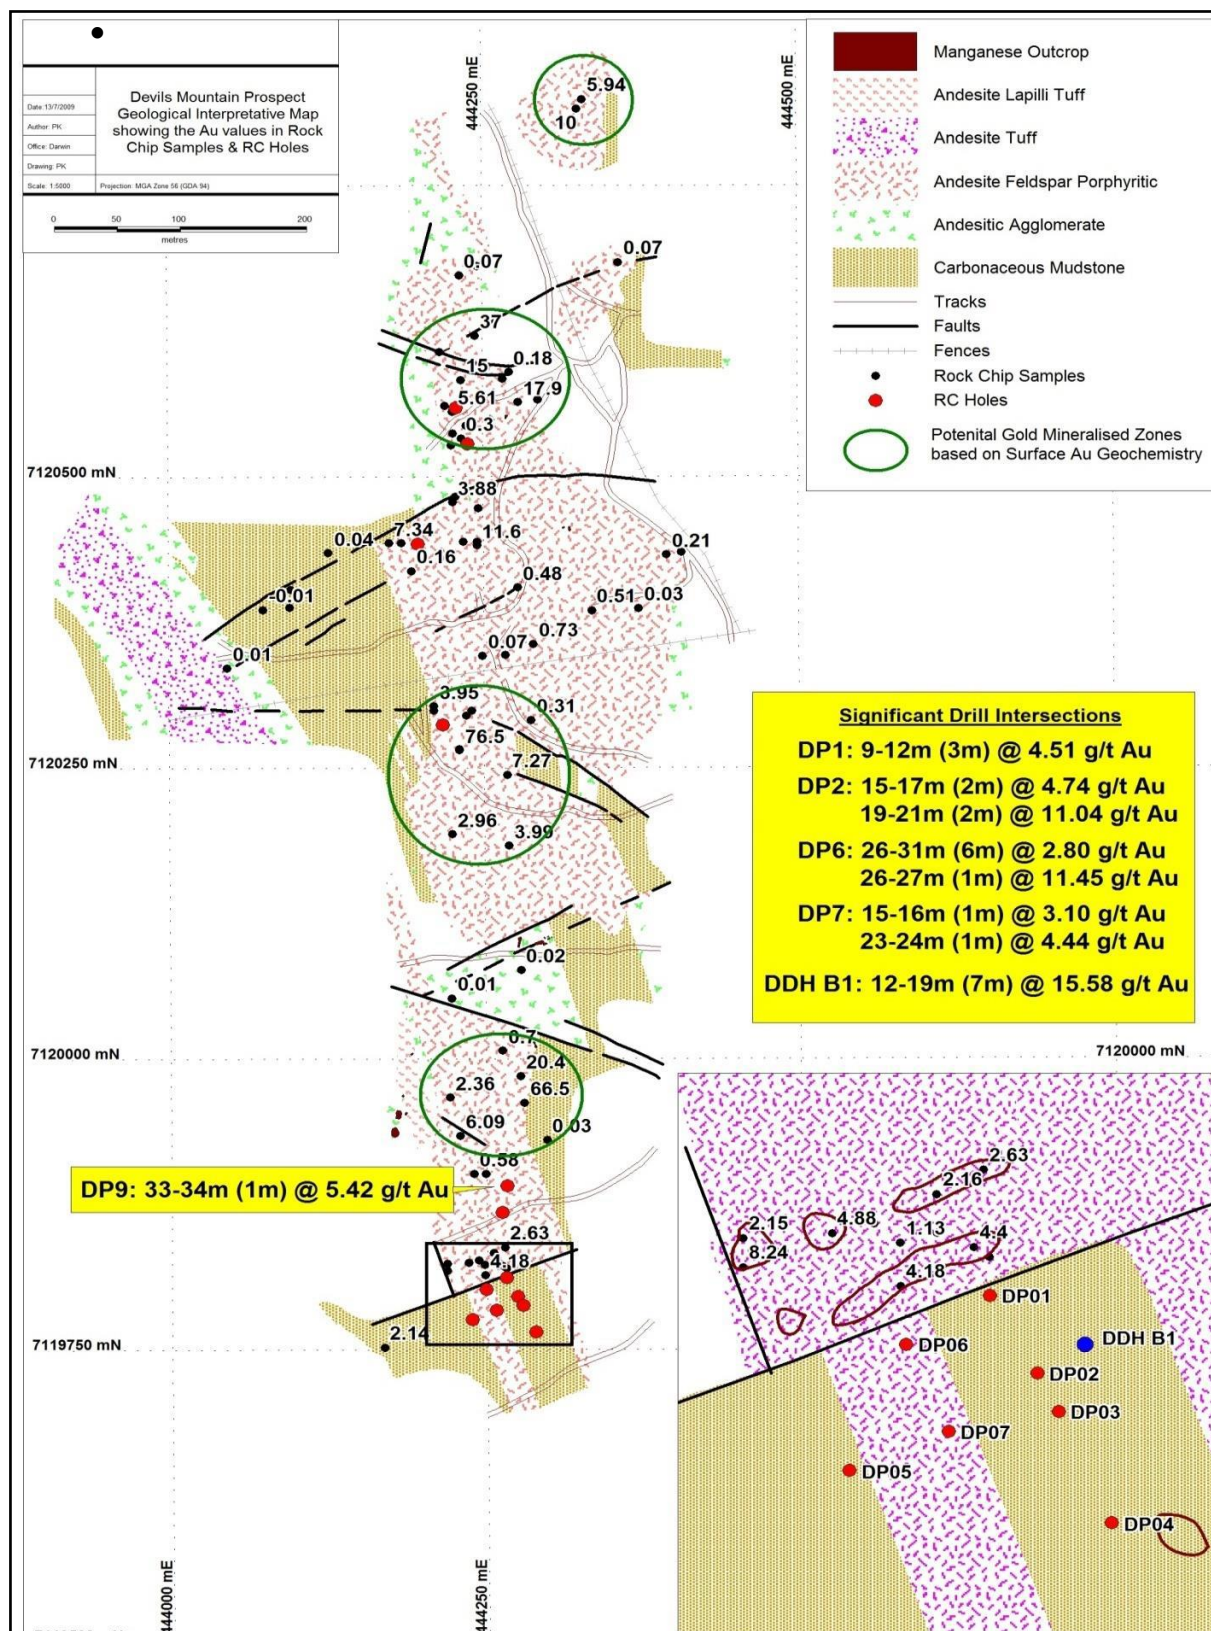 Date: 13/7/2009
Author: PK
Office: Darwin
Drawing: PK
Scale: 1:5000
Devils Mountain Prospect
Geological Interpretative Map
showing the Au values in Rock
Chip Samples & RC Holes
Projection: MGA Zone 56 (GDA 94)
0 50 100 200
metres
444250 mE
444500 mE
Manganese Outcrop
Andesite Lapilli Tuff
Andesite Tuff
Andesite Feldspar Porphyritic
Andesitic Agglomerate
Carbonaceous Mudstone
Tracks
Faults
Fences
Rock Chip Samples
RC Holes
Potenital Gold Mineralised Zones
based on Surface Au Geochemistry
5.94
10
0.07
0.07
37
0.18
15
17.9
5.61
0.3
7120500 mN
3.88
0.04
7.34
11.6
0.21
0.16
0.48
-0.01
0.51
0.03
0.73
0.07
0.01
3.95
0.31
76.5
7.27
7120250 mN
2.96
3.99
Significant Drill Intersections
DP1: 9-12m (3m) @ 4.51 g/t Au
DP2: 15-17m (2m) @ 4.74 g/t Au
19-21m (2m) @ 11.04 g/t Au
DP6: 26-31m (6m) @ 2.80 g/t Au
26-27m (1m) @ 11.45 g/t Au
DP7: 15-16m (1m) @ 3.10 g/t Au
23-24m (1m) @ 4.44 g/t Au
DDH B1: 12-19m (7m) @ 15.58 g/t Au
0.02
0.01
0.7
7120000 mN
7120000 mN
20.4
2.36
66.5
6.09
0.03
0.58
DP9: 33-34m (1m) @ 5.42 g/t Au
2.63
4.18
2.14
7119750 mN
2.63
2.16
2.15
4.88
1.13
4.4
8.24
4.18
DP01
DP06
DDH B1
DP02
DP03
DP07
DP05
DP04
444000 mE
444250 mE